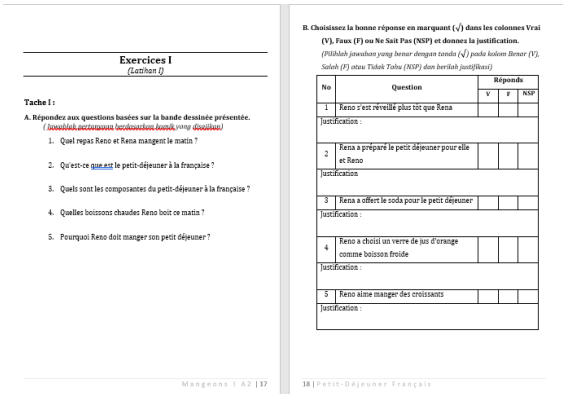 Exercices I
(Latihan I)
Tache I :
A. Répondez aux questions basées sur la bande dessinée présentée.
( Jawablah pertanyaan berdasarkan komik yang disajikan)
1. Quel repas Reno et Rena mangent le matin ?
2. Qu'est-ce que est le petit-déjeuner à la française ?
3. Quels sont les composantes du petit-déjeuner à la française ?
4. Quelles boissons chaudes Reno boit ce matin ?
5. Pourquoi Reno doit manger son petit déjeuner ?
Mangeons ! A2 | 17
B. Choisissez la bonne réponse en marquant (√) dans les colonnes Vrai
(V), Faux (F) ou Ne Sait Pas (NSP) et donnez la justification.
(Pilihlah jawaban yang benar dengan tanda (√) pada kolom Benar (V),
Salah (F) atau Tidak Tahu (NSP) dan berilah justifikasi)
No Question Réponds
V F NSP
1 Reno s'est réveillé plus tôt que Rena
Justification :
2 Rena a préparé le petit déjeuner pour elle
et Reno
Justification
3 Rena a offert le soda pour le petit déjeuner
Justification :
4 Rena a choisi un verre de jus d'orange
comme boisson froide
Justification :
5 Reno aime manger des croissants
Justification :
18 | Petit-Déjeuner Français